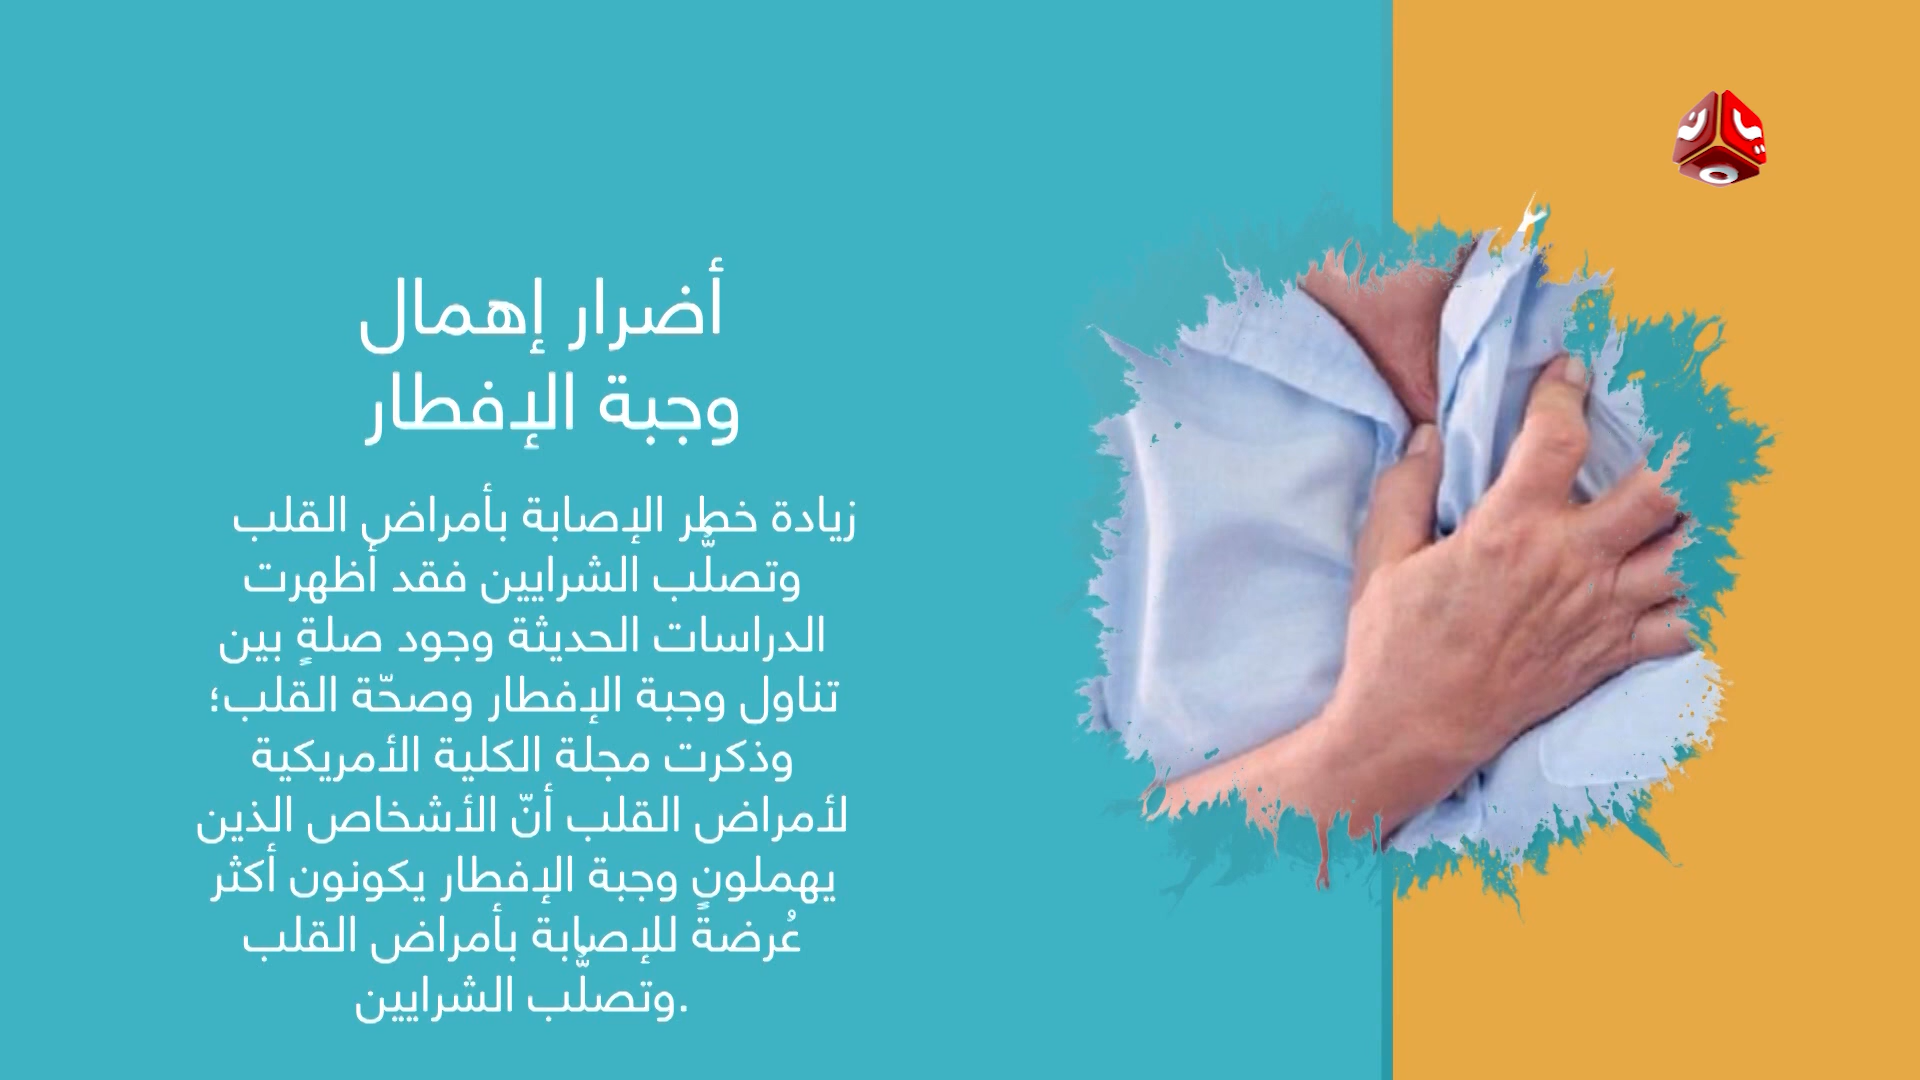 أضرار إهمال
وجبة الإفطار
زيادة خطر الإصابة بأمراض القلب
وتصلُّب الشرايين فقد أظهرت
الدراسات الحديثة وجود صلةٍ بين
تناول وجبة الإفطار وصحّة القلب؛
وذكرت مجلة الكلية الأمريكية
لأمراض القلب أنّ الأشخاص الذين
يهملون وجبة الإفطار يكونون أكثر
عُرضةً للإصابة بأمراض القلب
وتصلُّب الشرايين.